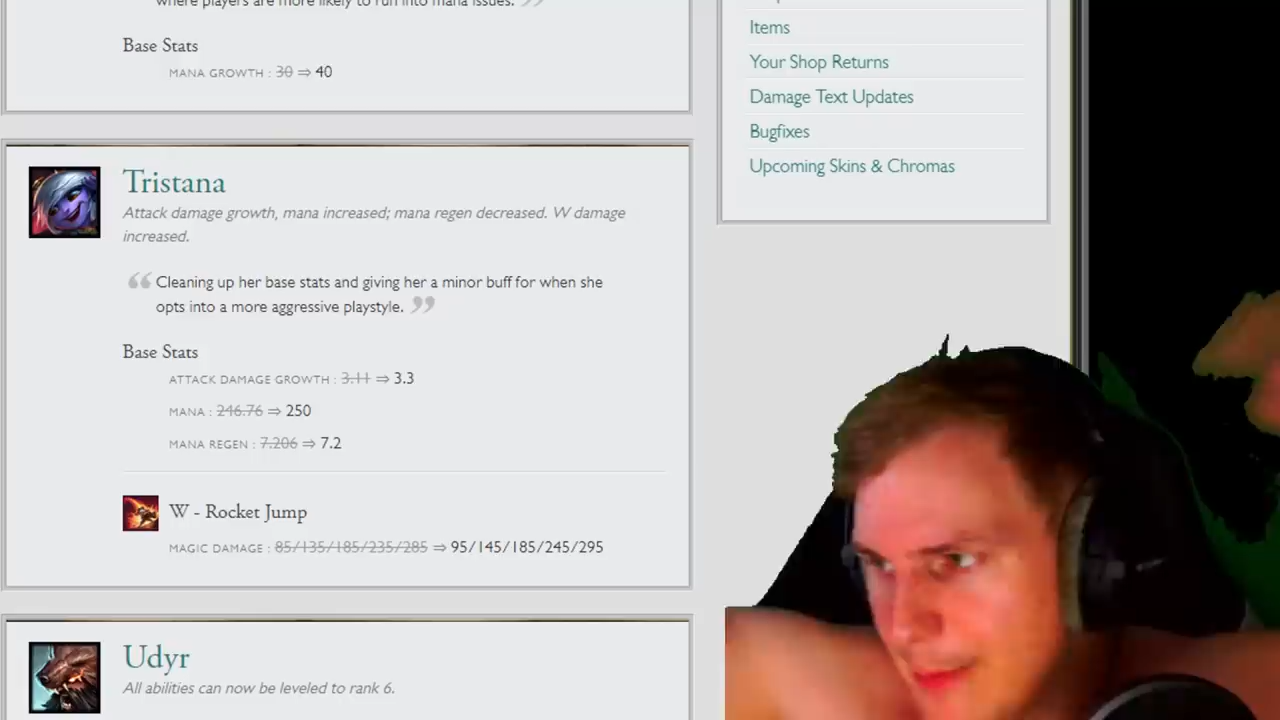 where players are more likely to run into mana issues. ”
Base Stats
MANA GROWTH : 30 ⇒ 40
Tristana
Attack damage growth, mana increased; mana regen decreased. W damage
increased.
“ Cleaning up her base stats and giving her a minor buff for when she
opts into a more aggressive playstyle. ”
Base Stats
ATTACK DAMAGE GROWTH : 3.11 ⇒ 3.3
MANA : 246.76 ⇒ 250
MANA REGEN : 7.206 ⇒ 7.2
W - Rocket Jump
MAGIC DAMAGE : 85/135/185/235/285 ⇒ 95/145/185/245/295
Udyr
All abilities can now be leveled to rank 6.
Items
Your Shop Returns
Damage Text Updates
Bugfixes
Upcoming Skins & Chromas